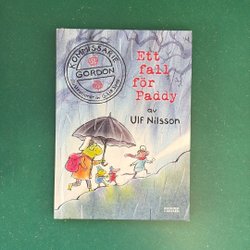 KOMMISSARIE
GORDON
Ett
fall
för
Paddy
av
Ulf Nilsson